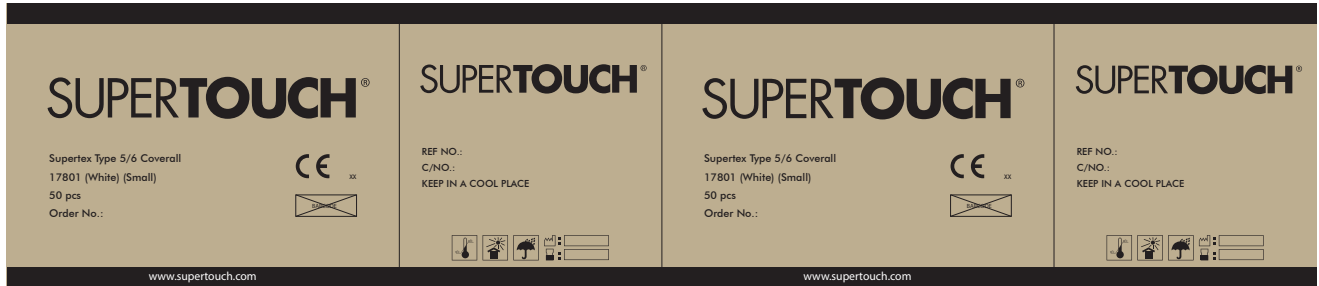 SUPERTOUCH®
Supertex Type 5/6 Coverall
17801 (White) (Small)
50 pcs
Order No.:
CE
xx
BARCODE
www.supertouch.com
SUPERTOUCH®
REF NO.:
C/NO.:
KEEP IN A COOL PLACE
SUPERTOUCH®
Supertex Type 5/6 Coverall
17801 (White) (Small)
50 pcs
Order No.:
CE
xx
BARCODE
www.supertouch.com
SUPERTOUCH®
REF NO.:
C/NO.:
KEEP IN A COOL PLACE